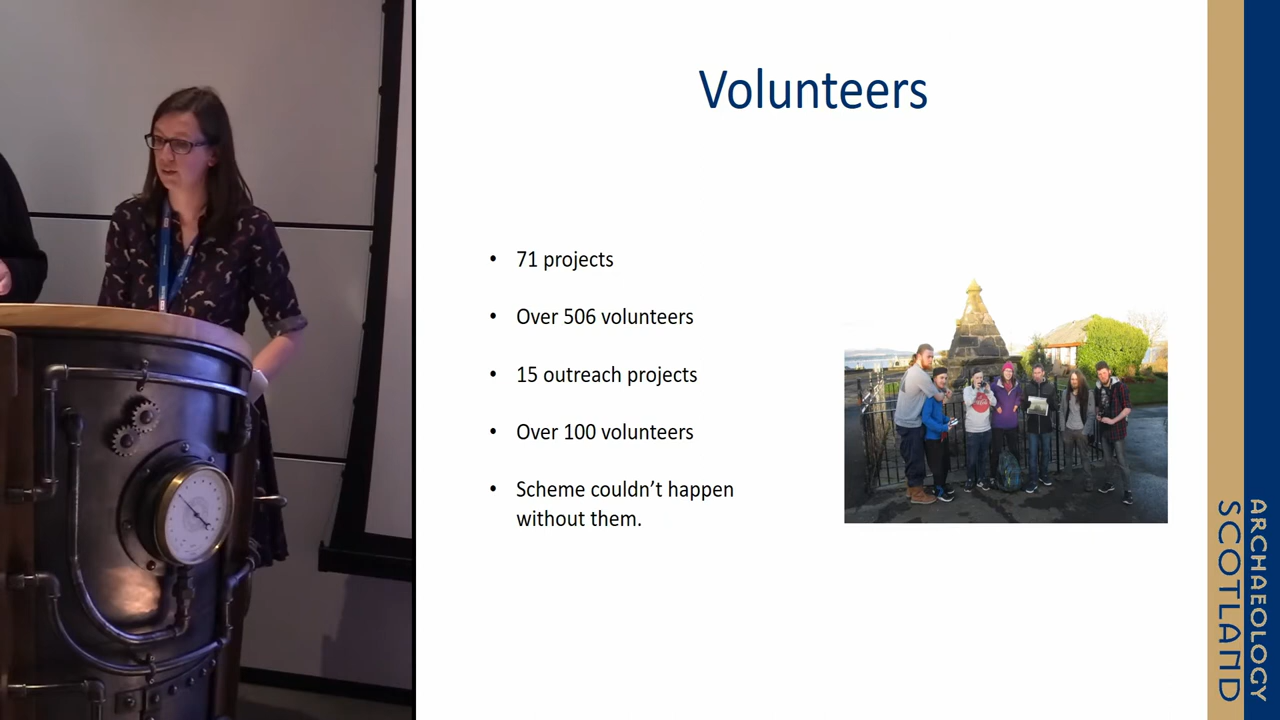 Volunteers
• 71 projects
• Over 506 volunteers
• 15 outreach projects
• Over 100 volunteers
• Scheme couldn't happen
without them.
ARCHAEOLOGY
SCOTLAND